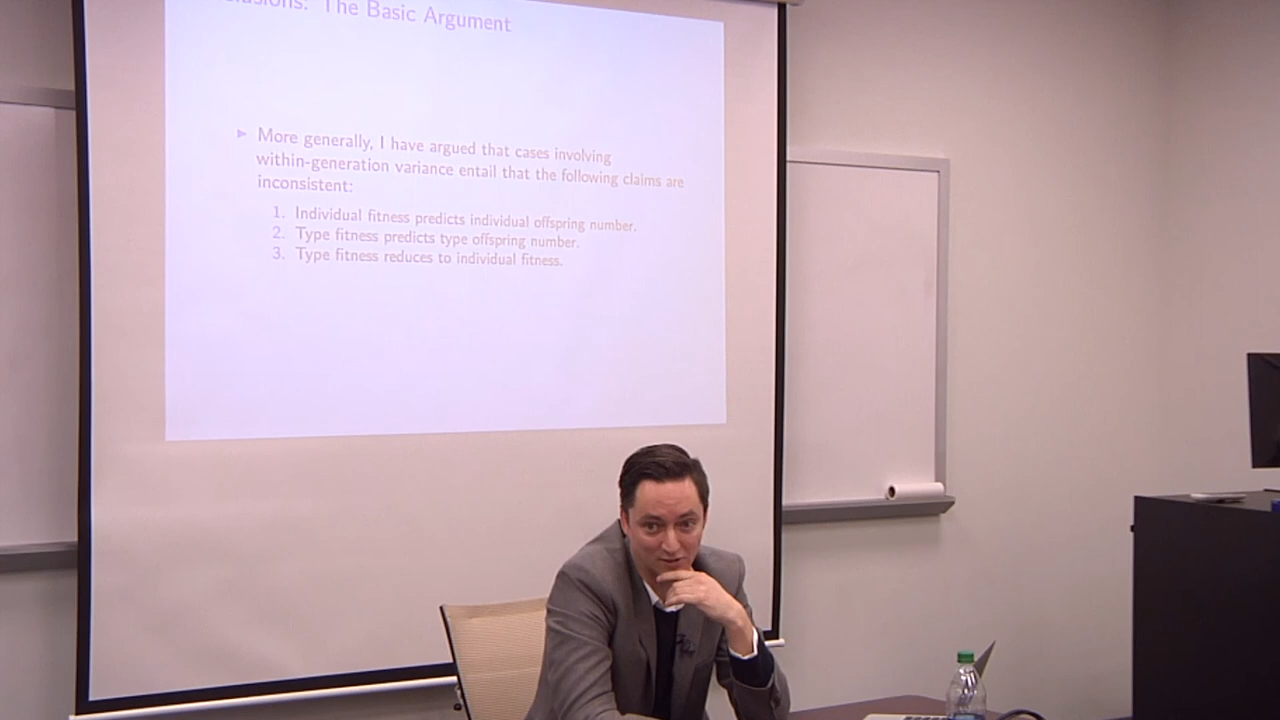 The Basic Argument
More generally, I have argued that cases involving
within-generation variance entail that the following claims are
inconsistent:
1. Individual fitness predicts individual offspring number.
2. Type fitness predicts type offspring number.
3. Type fitness reduces to individual fitness.